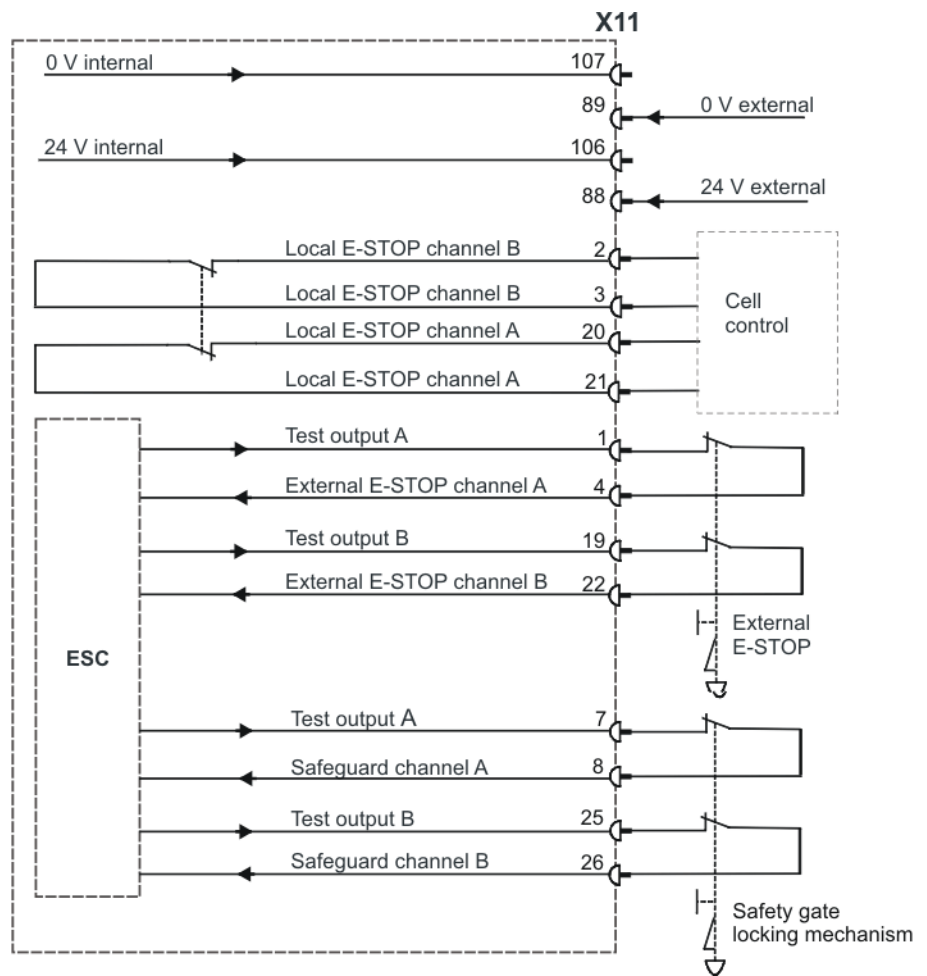 X11
0 V internal
107
89
0 V external
24 V internal
106
88
24 V external
Local E-STOP channel B
2
Local E-STOP channel B
3
Local E-STOP channel A
20
Local E-STOP channel A
21
Cell
control
Test output A
1
External E-STOP channel A
4
Test output B
19
External E-STOP channel B
22
External
E-STOP
ESC
Test output A
7
Safeguard channel A
8
Test output B
25
Safeguard channel B
26
Safety gate
locking mechanism